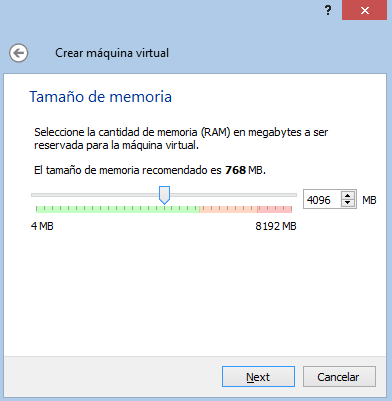 ?
Crear máquina virtual
Tamaño de memoria
Seleccione la cantidad de memoria (RAM) en megabytes a ser
reservada para la máquina virtual.
El tamaño de memoria recomendado es 768 MB.
4096 MB
4 MB 8192 MB
Next Cancelar